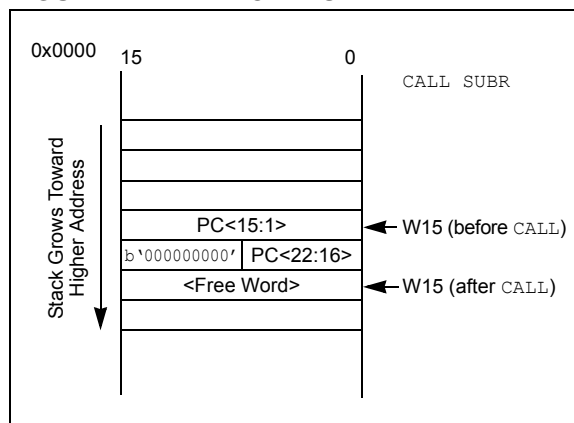 0x0000 15 0
CALL SUBR
Stack Grows Toward
Higher Address
PC<15:1>
W15 (before CALL)
b‘000000000’ PC<22:16>
<Free Word>
W15 (after CALL)